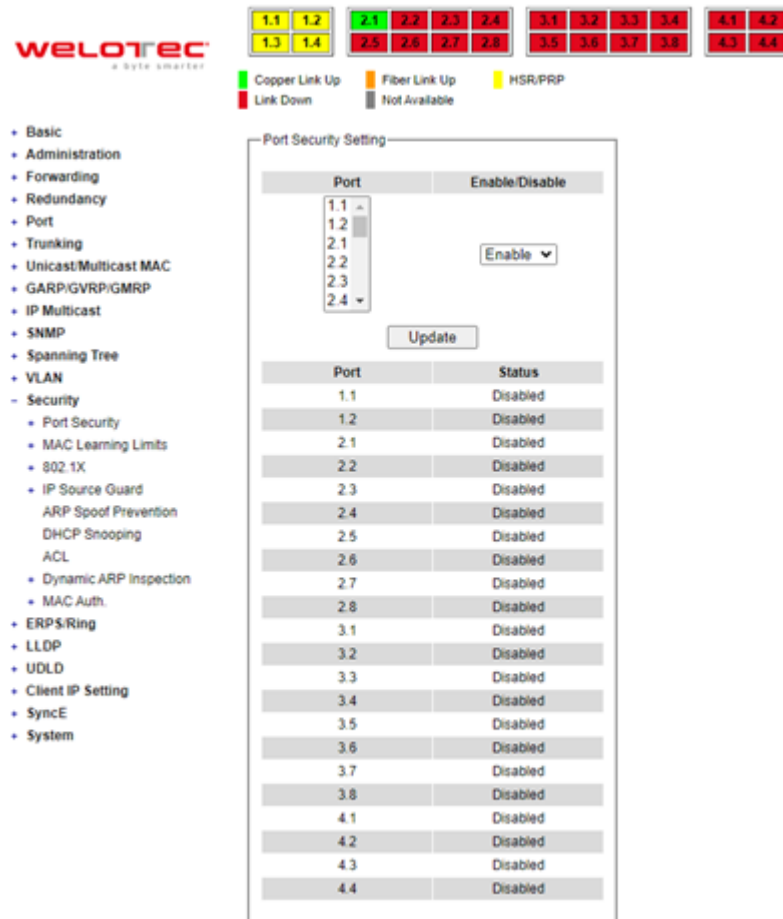 1.1 1.2 2.1 2.2 2.3 2.4 3.1 3.2 3.3 3.4 4.1 4.2
1.3 1.4 2.5 2.6 2.7 2.8 3.5 3.6 3.7 3.8 4.3 4.4
WELOTEC
a byte smarter
Copper Link Up Fiber Link Up HSR/PRP
Link Down Not Available
+ Basic
+ Administration
+ Forwarding
+ Redundancy
+ Port
+ Trunking
+ Unicast/Multicast MAC
+ GARP/GVRP/GMRP
+ IP Multicast
+ SNMP
+ Spanning Tree
+ VLAN
- Security
+ Port Security
+ MAC Learning Limits
+ 802.1X
+ IP Source Guard
ARP Spoof Prevention
DHCP Snooping
ACL
+ Dynamic ARP Inspection
+ MAC Auth.
+ ERPS/Ring
+ LLDP
+ UDLD
+ Client IP Setting
+ SyncE
+ System
Port Security Setting
Port Enable/Disable
1.1
1.2
2.1
2.2
2.3
2.4
Enable
Update
Port Status
1.1 Disabled
1.2 Disabled
2.1 Disabled
2.2 Disabled
2.3 Disabled
2.4 Disabled
2.5 Disabled
2.6 Disabled
2.7 Disabled
2.8 Disabled
3.1 Disabled
3.2 Disabled
3.3 Disabled
3.4 Disabled
3.5 Disabled
3.6 Disabled
3.7 Disabled
3.8 Disabled
4.1 Disabled
4.2 Disabled
4.3 Disabled
4.4 Disabled